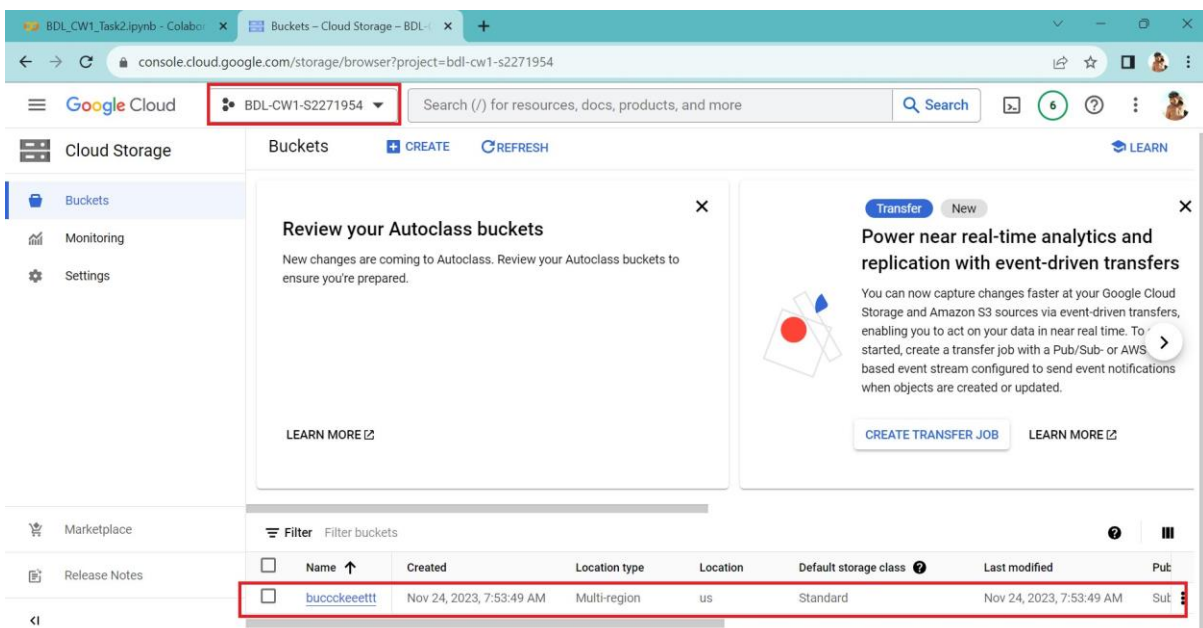 BDL_CW1_Task2.ipynb - Colabor
Buckets – Cloud Storage – BDL-C
console.cloud.google.com/storage/browser?project=bdl-cw1-s2271954
Google Cloud
BDL-CW1-S2271954
Search (/) for resources, docs, products, and more
Search
6
Cloud Storage
Buckets
CREATE
REFRESH
LEARN
Buckets
Monitoring
Settings
Marketplace
Release Notes
Review your Autoclass buckets
New changes are coming to Autoclass. Review your Autoclass buckets to
ensure you're prepared.
LEARN MORE
Transfer
New
Power near real-time analytics and
replication with event-driven transfers
You can now capture changes faster at your Google Cloud
Storage and Amazon S3 sources via event-driven transfers,
enabling you to act on your data in near real time. To
started, create a transfer job with a Pub/Sub- or AWS
based event stream configured to send event notifications
when objects are created or updated.
CREATE TRANSFER JOB
LEARN MORE
Filter Filter buckets
Name Created Location type Location Default storage class Last modified Pub
buccckeeettt Nov 24, 2023, 7:53:49 AM Multi-region us Standard Nov 24, 2023, 7:53:49 AM Sub